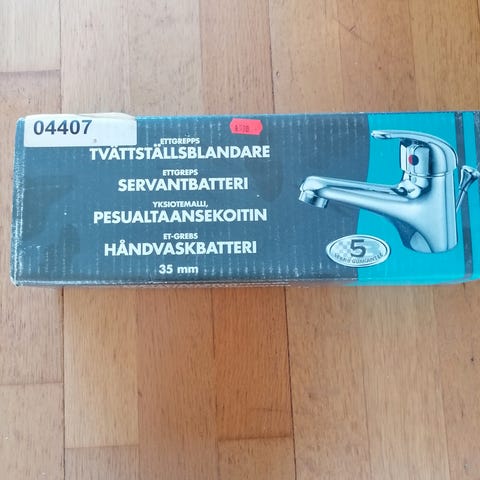 04407
ETTGREPPS
TVÄTTSTÄLLSBLANDARE
ETTGREPS
SERVANTBATTERI
YKSIOTEMALLI,
PESUALTAANSEKOITIN
ET-GREBS
HÅNDVASKBATTERI
35 mm
5